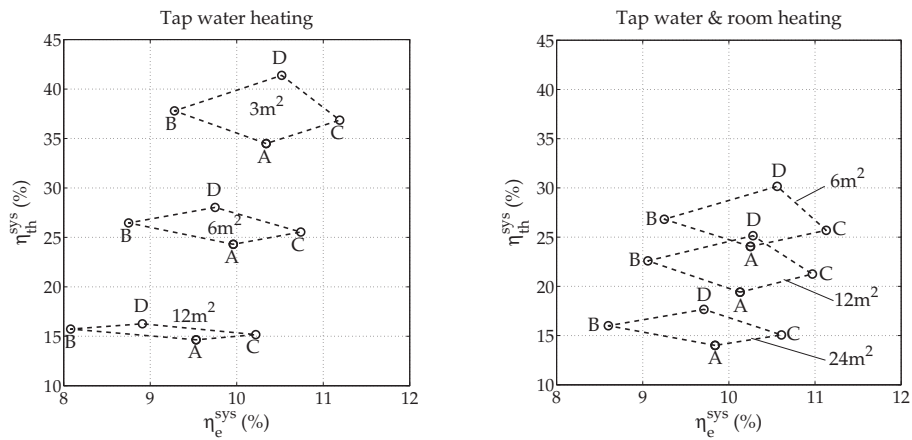 Tap water heating
45
40
35
30
25
20
15
10
8
9
10
11
12
η_th^sys (%)
η_e^sys (%)
D
B
3m²
C
A
D
B
6m²
C
A
D
12m²
B
A
C
Tap water & room heating
45
40
35
30
25
20
15
10
8
9
10
11
12
η_th^sys (%)
η_e^sys (%)
D
6m²
B
D
C
B
A
C
A
12m²
D
B
C
A
24m²